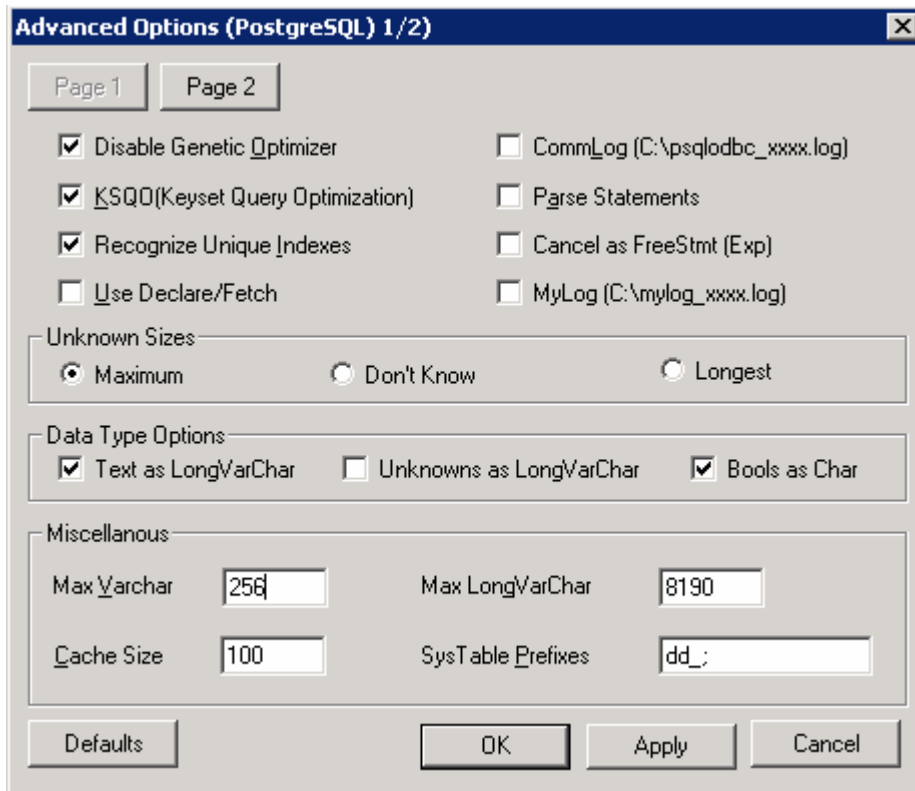 Advanced Options (PostgreSQL) 1/2)
Page 1 Page 2
Disable Genetic Optimizer CommLog (C:\psqlodbc_xxxx.log)
KSQO(Keyset Query Optimization) Parse Statements
Recognize Unique Indexes Cancel as FreeStmt (Exp)
Use Declare/Fetch MyLog (C:\mylog_xxxx.log)
Unknown Sizes
Maximum Don't Know Longest
Data Type Options
Text as LongVarChar Unknowns as LongVarChar Bools as Char
Miscellanous
Max Varchar 256 Max LongVarChar 8190
Cache Size 100 SysTable Prefixes dd_;
Defaults OK Apply Cancel